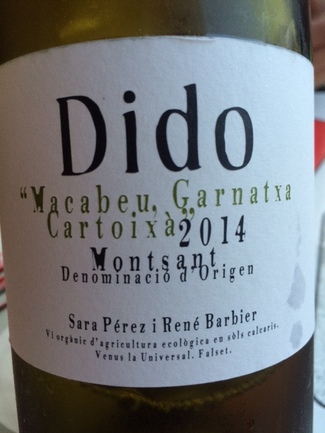 Dido
"Macabeu, Garnatxa
Cartoixà" 2014
Montsant
Denominació d'Origen
Sara Pérez i René Barbier
Vi orgànic d'agricultura ecològica en sòls calcaris.
Venus la Universal. Falset.